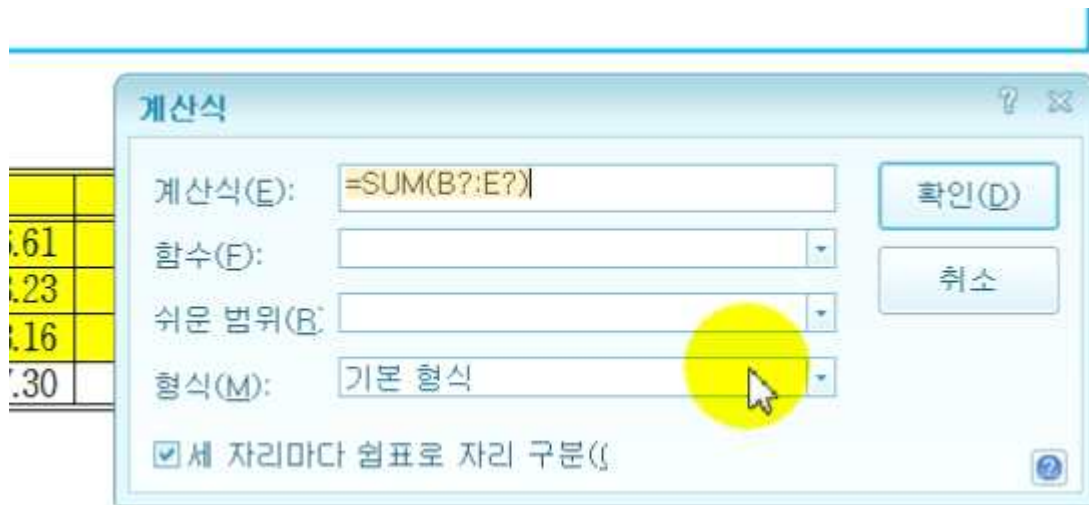 계산식
계산식(E): =SUM(B?:E?) 확인(D)
.61 함수(F): 취소
.23
쉬운 범위(R)
.16
.30 형식(M): 기본 형식
세 자리마다 쉼표로 자리 구분(